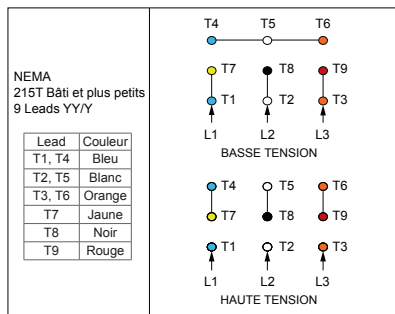 NEMA
215T Bâti et plus petits
9 Leads YY/Y
Lead Couleur
T1, T4 Bleu
T2, T5 Blanc
T3, T6 Orange
T7 Jaune
T8 Noir
T9 Rouge
T4 T5 T6
T7 T8 T9
T1 T2 T3
L1 L2 L3
BASSE TENSION
T4 T5 T6
T7 T8 T9
T1 T2 T3
L1 L2 L3
HAUTE TENSION